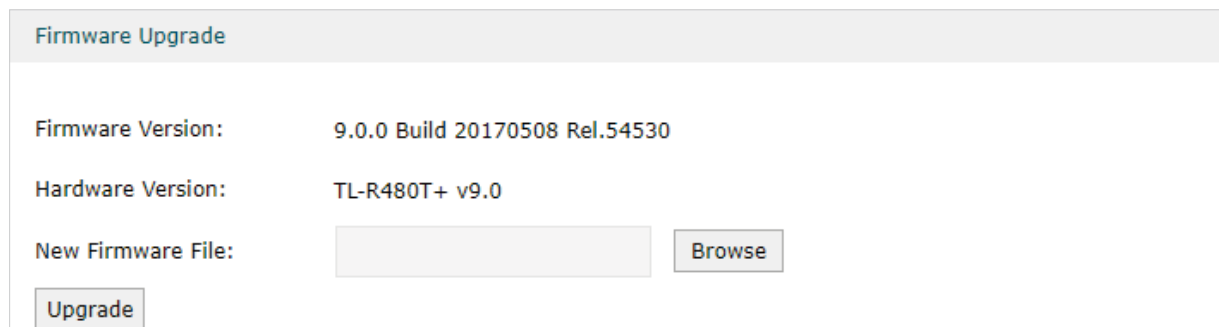 Firmware Upgrade
Firmware Version: 9.0.0 Build 20170508 Rel.54530
Hardware Version: TL-R480T+ v9.0
New Firmware File: Browse
Upgrade